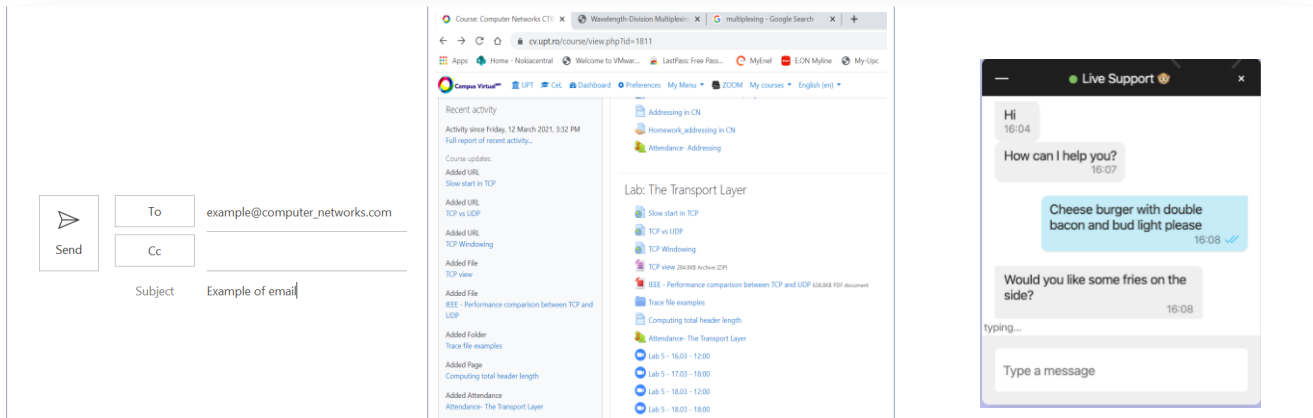 Send
To
example@computer_networks.com
Cc
Subject
Example of email
Course: Computer Networks CTI
Wavelength-Division Multiplexin
multiplexing - Google Search
cv.upt.ro/course/view.php?id=1811
Apps
Home - Nokiacentral
Welcome to VMwar...
LastPass: Free Pass...
MyEnel
E.ON Myline
My-Upc
Campus Virtual
UPT
CeL
Dashboard
Preferences
My Menu
ZOOM
My courses
English (en)
Recent activity
Activity since Friday, 12 March 2021, 3:32 PM
Full report of recent activity...
Course updates:
Added URL
Slow start in TCP
Added URL
TCP vs UDP
Added URL
TCP Windowing
Added File
TCP view
Added File
IEEE - Performance comparison between TCP and
UDP
Added Folder
Trace file examples
Added Page
Computing total header length
Added Attendance
Attendance- The Transport Layer
Addressing in CN
Homework_addressing in CN
Attendance- Addressing
Lab: The Transport Layer
Slow start in TCP
TCP vs UDP
TCP Windowing
TCP view 284.8KB Archive (ZIP)
IEEE - Performance comparison between TCP and UDP 638.8KB PDF document
Trace file examples
Computing total header length
Attendance- The Transport Layer
Lab 5 - 16.03 - 12:00
Lab 5 - 17.03 - 18:00
Lab 5 - 18.03 - 12:00
Lab 5 - 18.03 - 18:00
Live Support
Hi
16:04
How can I help you?
16:07
Cheese burger with double
bacon and bud light please
16:08
Would you like some fries on the
side?
16:08
typing...
Type a message